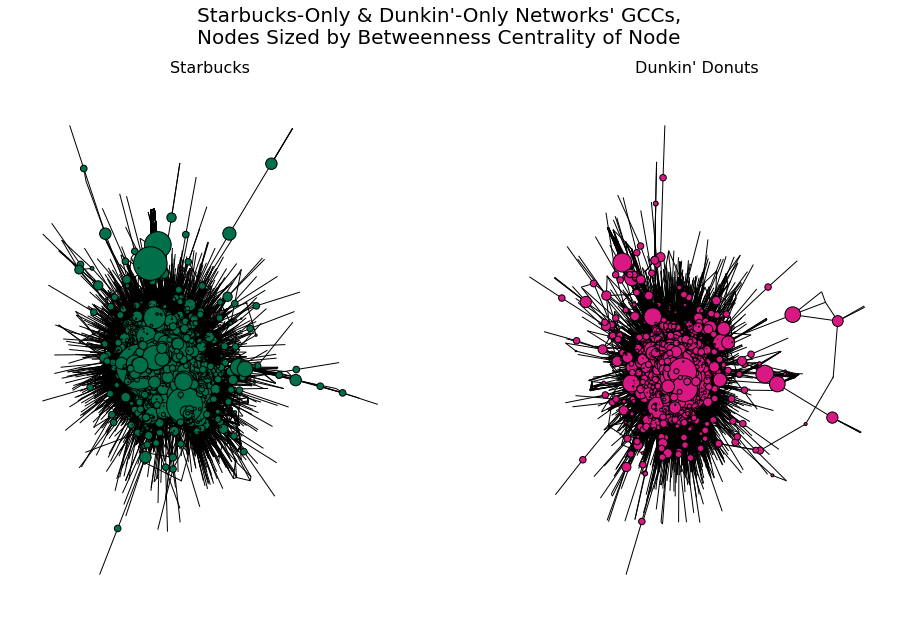 Starbucks-Only & Dunkin'-Only Networks' GCCs,
Nodes Sized by Betweenness Centrality of Node
Starbucks
Dunkin' Donuts